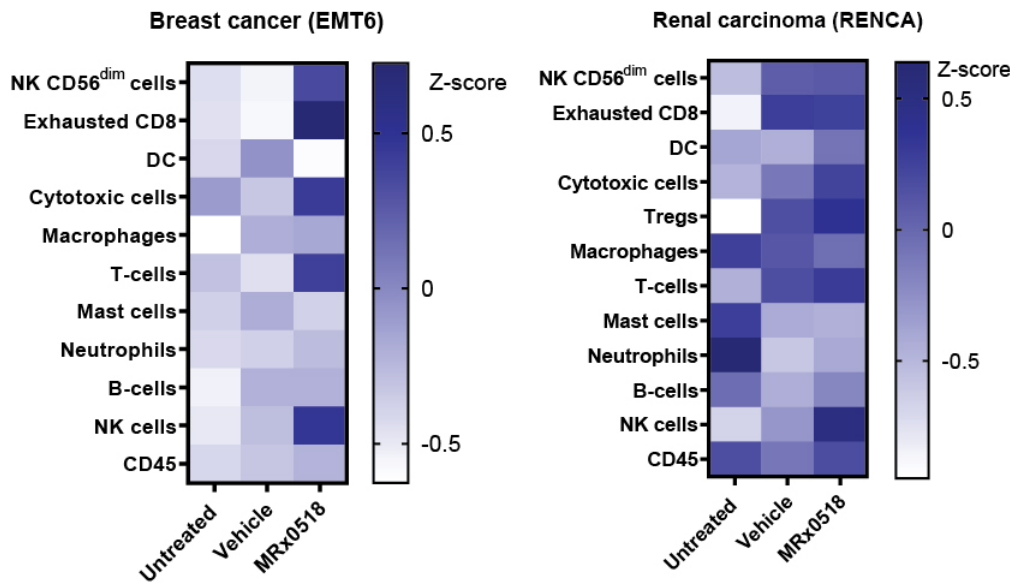 Breast cancer (EMT6)
NK CD56dim cells
Exhausted CD8
DC
Cytotoxic cells
Macrophages
T-cells
Mast cells
Neutrophils
B-cells
NK cells
CD45
Untreated
Vehicle
MRx0518
Z-score
0.5
0
-0.5
Renal carcinoma (RENCA)
NK CD56dim cells
Exhausted CD8
DC
Cytotoxic cells
Tregs
Macrophages
T-cells
Mast cells
Neutrophils
B-cells
NK cells
CD45
Untreated
Vehicle
MRx0518
Z-score
0.5
0
-0.5